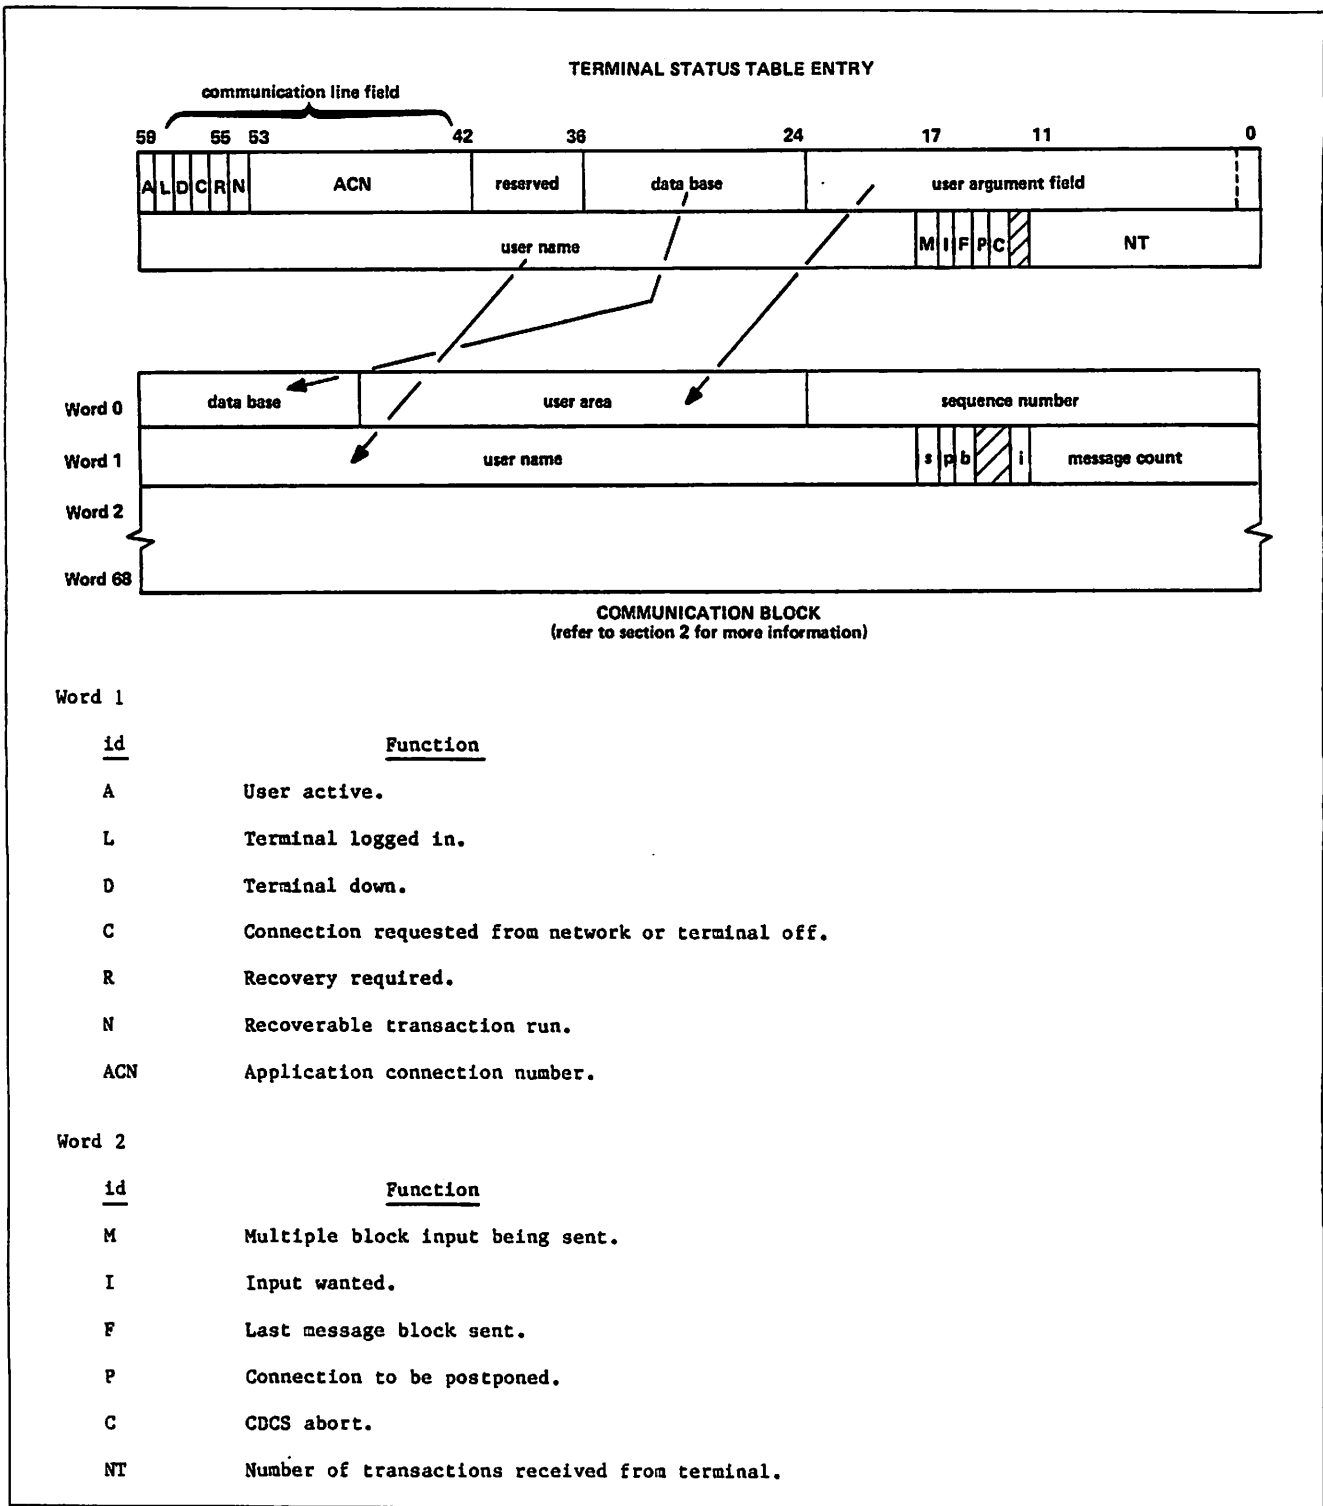 TERMINAL STATUS TABLE ENTRY
communication line field
59 55 53 42 36 24 17 11 0
A L D C R N ACN reserved data base user argument field
user name M I F P C NT
Word 0 data base user area sequence number
Word 1 user name s p b i message count
Word 2
Word 68
COMMUNICATION BLOCK
(refer to section 2 for more information)
Word 1
id Function
A User active.
L Terminal logged in.
D Terminal down.
C Connection requested from network or terminal off.
R Recovery required.
N Recoverable transaction run.
ACN Application connection number.
Word 2
id Function
M Multiple block input being sent.
I Input wanted.
F Last message block sent.
P Connection to be postponed.
C CDCS abort.
NT Number of transactions received from terminal.